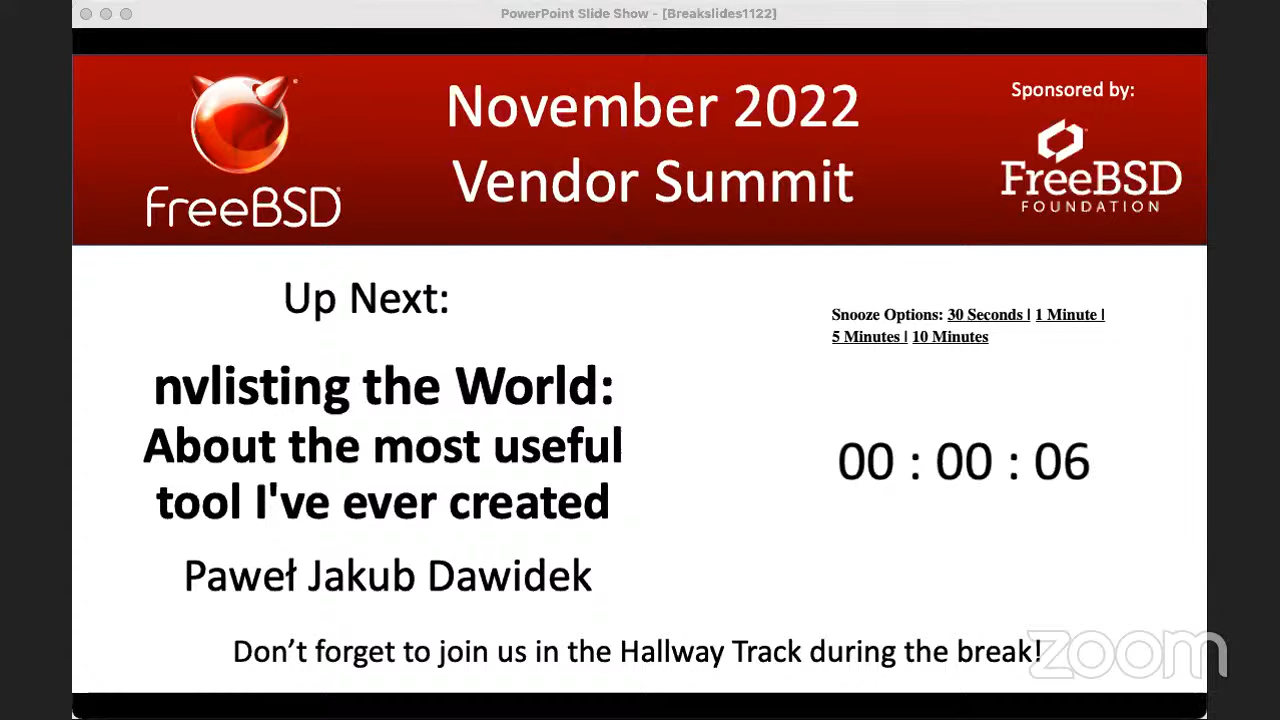 PowerPoint Slide Show - [Breakslides1122]
FreeBSD
November 2022
Vendor Summit
Sponsored by:
FreeBSD
FOUNDATION
Up Next:
nvlisting the World:
About the most useful
tool I've ever created
Paweł Jakub Dawidek
Snooze Options: 30 Seconds | 1 Minute |
5 Minutes | 10 Minutes
00 : 00 : 06
Don’t forget to join us in the Hallway Track during the break!
zoom